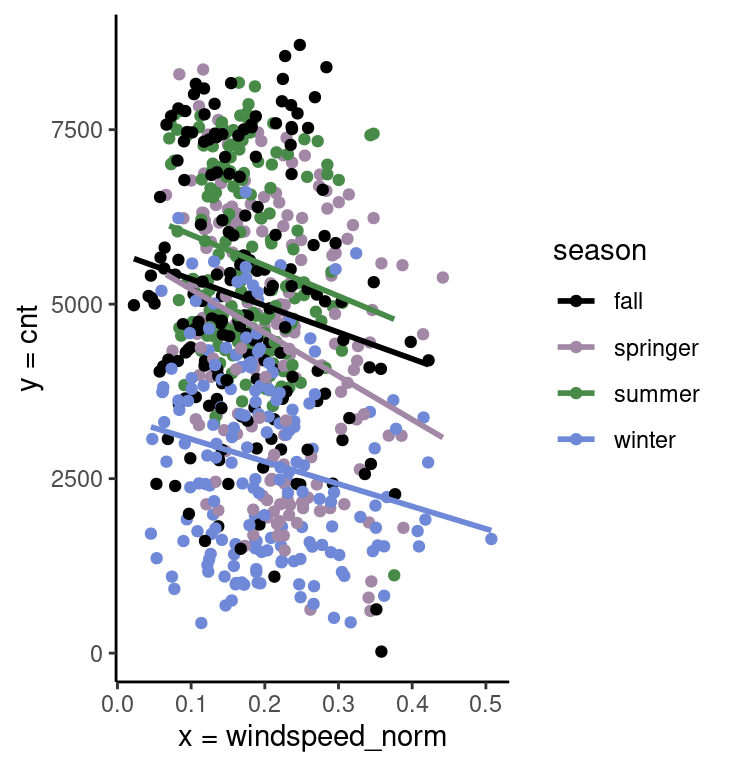 7500
5000
2500
0
y = cnt
0.0 0.1 0.2 0.3 0.4 0.5
x = windspeed_norm
season
fall
springer
summer
winter